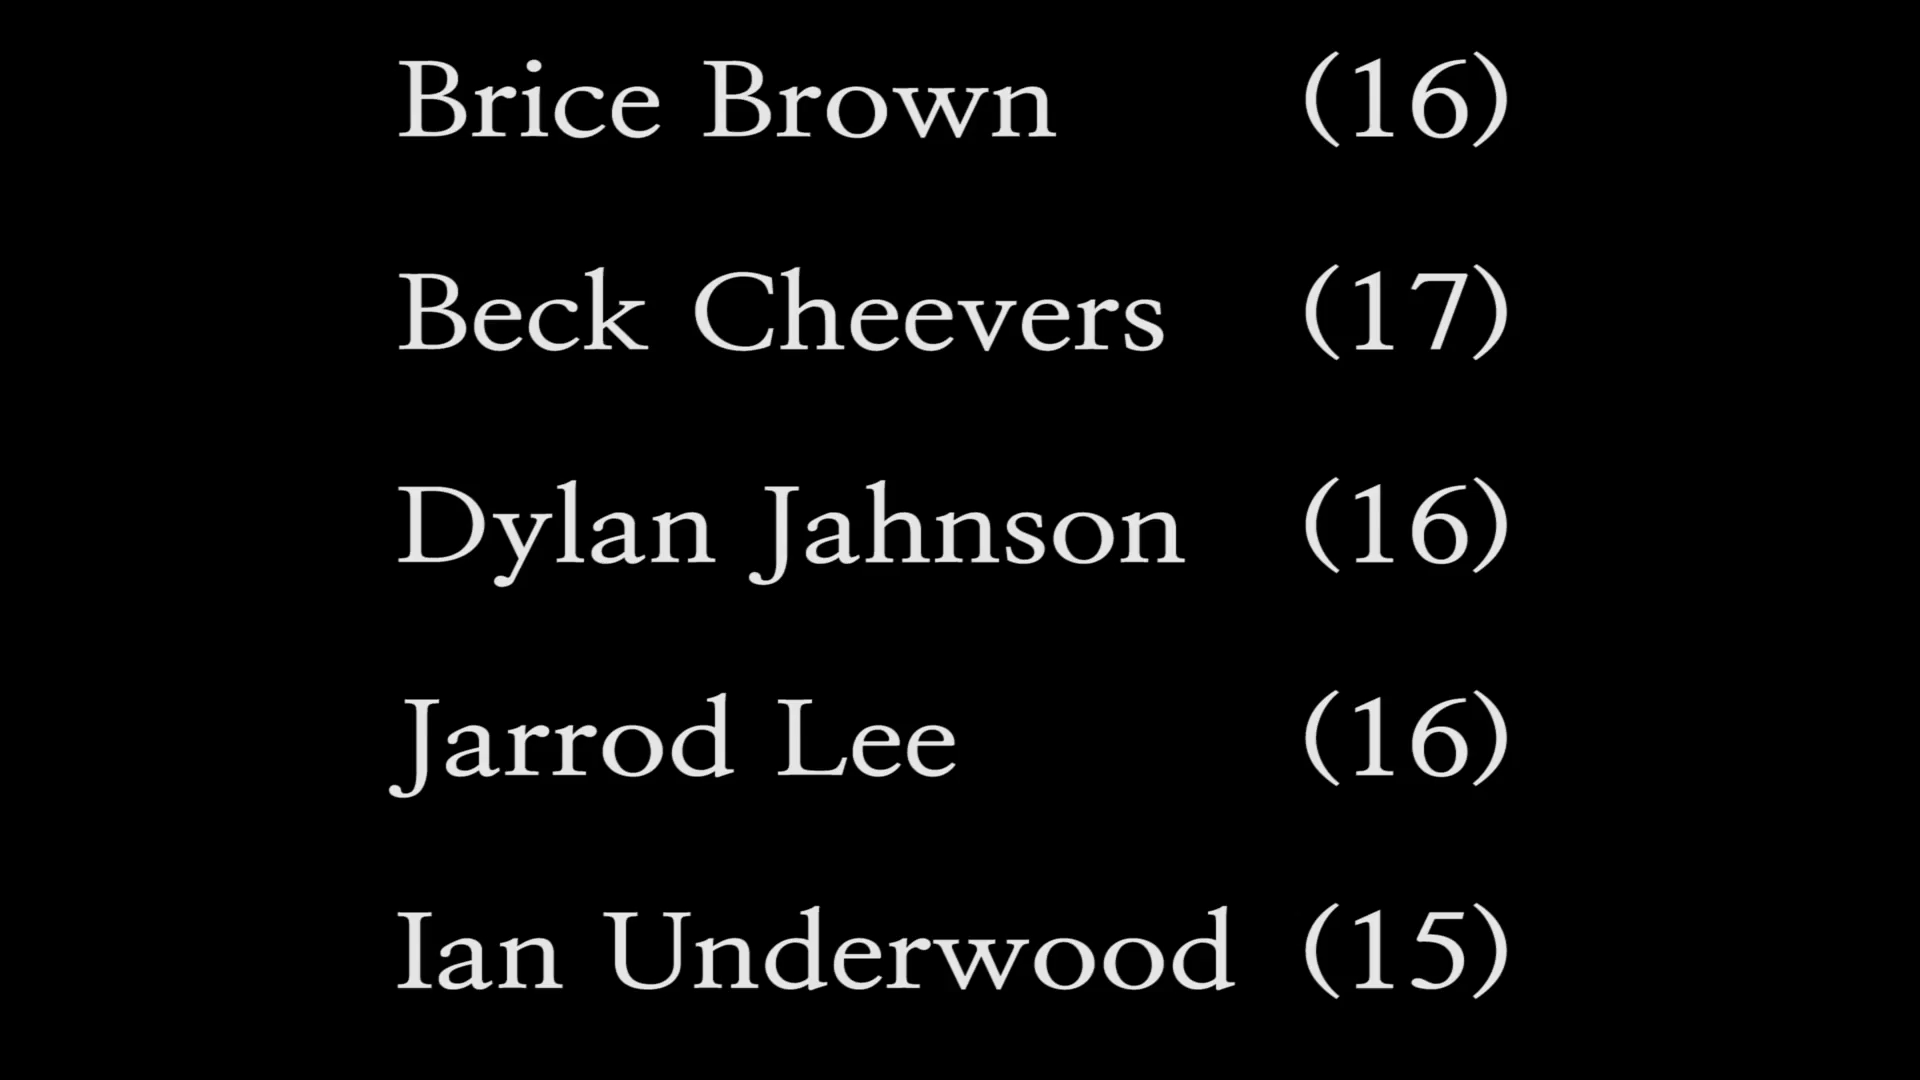 Brice Brown (16)
Beck Cheevers (17)
Dylan Jahnson (16)
Jarrod Lee (16)
Ian Underwood (15)